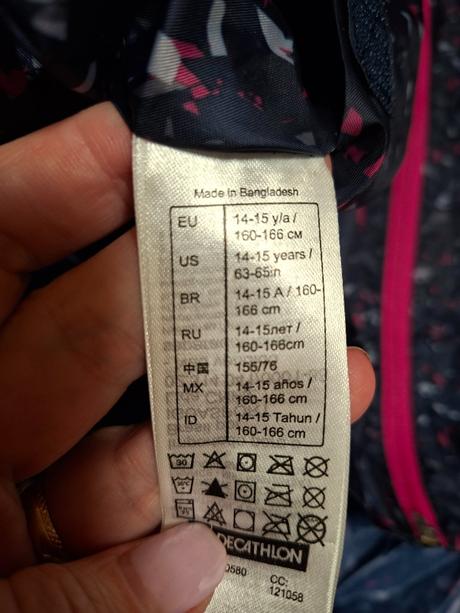 Made in Bangladesh
EU 14-15 y/a /
160-166 см
US 14-15 years /
63-65in
BR 14-15 A / 160-
166 cm
RU 14-15лет /
160-166cm
中国 155/76
MX 14-15 años /
160-166 cm
ID 14-15 Tahun /
160-166 cm
30
DECATHLON
0580 CC:
121058